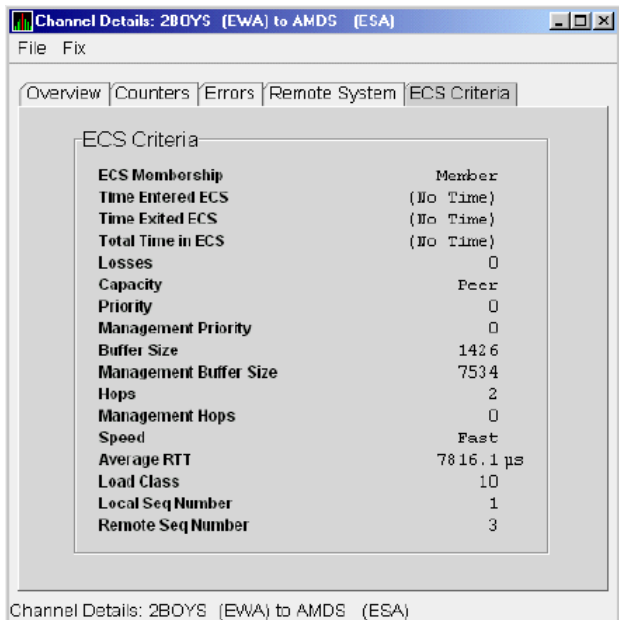 Channel Details: 2BOYS (EWA) to AMDS (ESA)
File Fix
Overview Counters Errors Remote System ECS Criteria
ECS Criteria
ECS Membership Member
Time Entered ECS (No Time)
Time Exited ECS (No Time)
Total Time in ECS (No Time)
Losses 0
Capacity Peer
Priority 0
Management Priority 0
Buffer Size 1426
Management Buffer Size 7534
Hops 2
Management Hops 0
Speed Fast
Average RTT 7816.1 µs
Load Class 10
Local Seq Number 1
Remote Seq Number 3
Channel Details: 2BOYS (EWA) to AMDS (ESA)